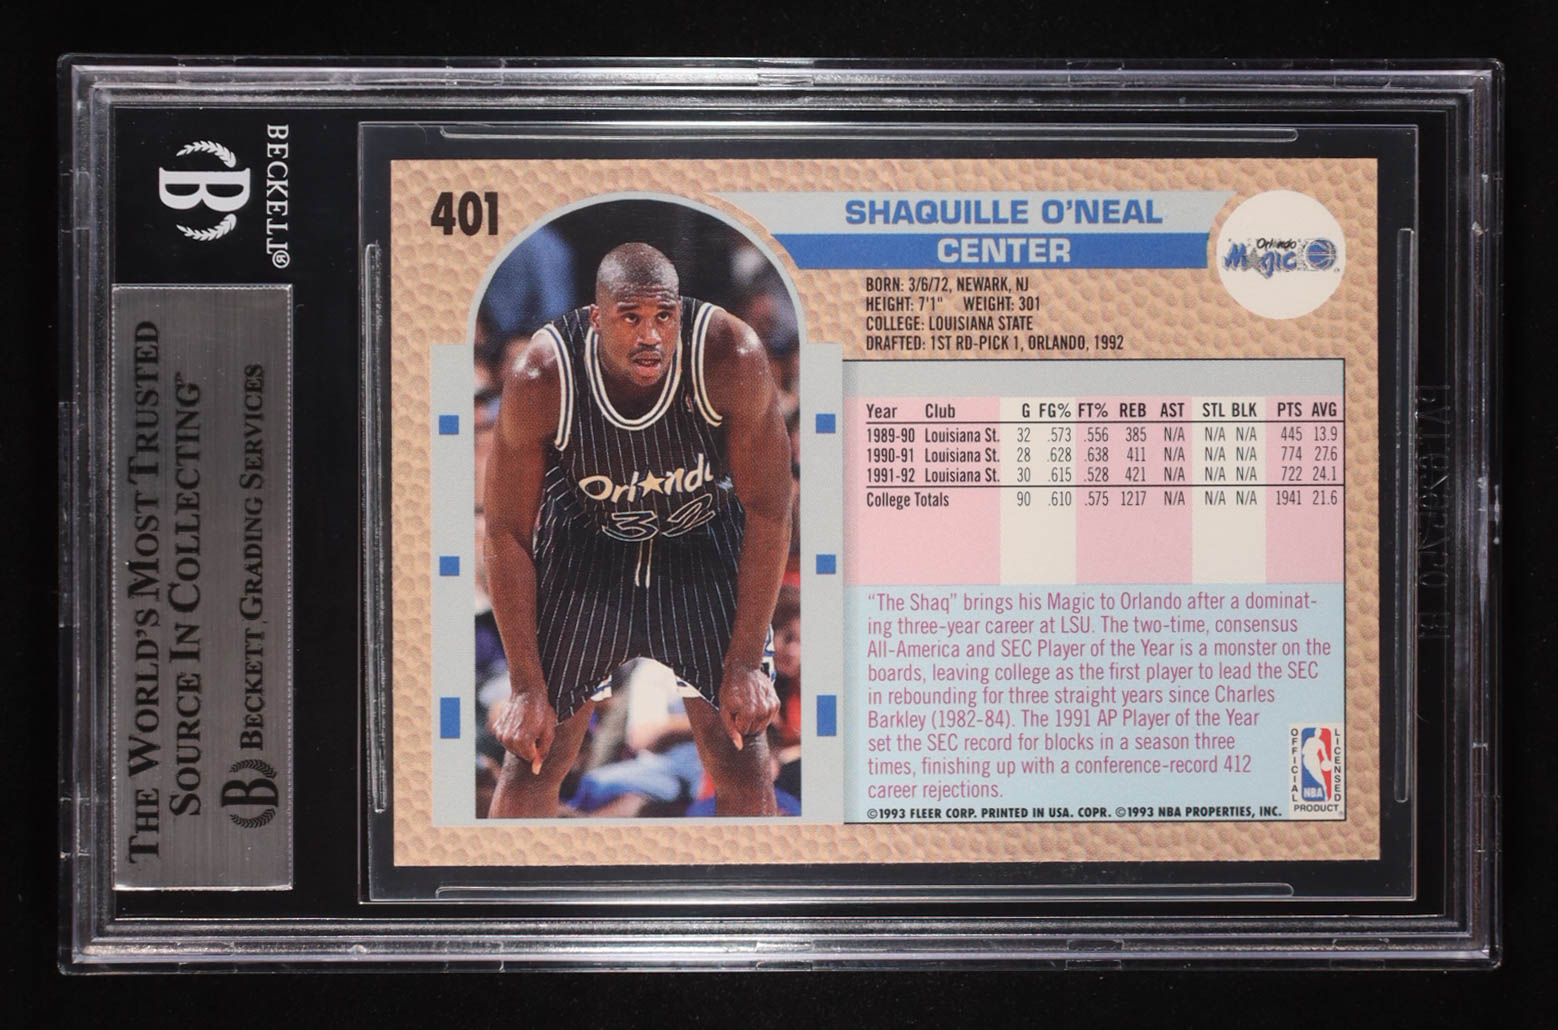 BECKETT®
B
THE WORLD'S MOST TRUSTED
SOURCE IN COLLECTING™
B BECKETT GRADING SERVICES
401
SHAQUILLE O'NEAL
CENTER
Orlando
Magic
BORN: 3/6/72, NEWARK, NJ
HEIGHT: 7'1" WEIGHT: 301
COLLEGE: LOUISIANA STATE
DRAFTED: 1ST RD-PICK 1, ORLANDO, 1992
Orlando
32
Year Club G FG% FT% REB AST STL BLK PTS AVG
1989-90 Louisiana St. 32 .573 .556 385 N/A N/A N/A 445 13.9
1990-91 Louisiana St. 28 .628 .638 411 N/A N/A N/A 774 27.6
1991-92 Louisiana St. 30 .615 .528 421 N/A N/A N/A 722 24.1
College Totals 90 .610 .575 1217 N/A N/A N/A 1941 21.6
"The Shaq" brings his Magic to Orlando after a dominat-
ing three-year career at LSU. The two-time, consensus
All-America and SEC Player of the Year is a monster on the
boards, leaving college as the first player to lead the SEC
in rebounding for three straight years since Charles
Barkley (1982-84). The 1991 AP Player of the Year
set the SEC record for blocks in a season three
times, finishing up with a conference-record 412
career rejections.
OFFICIAL
LICENSED
NBA
PRODUCT
©1993 FLEER CORP. PRINTED IN USA. COPR. ©1993 NBA PROPERTIES, INC.